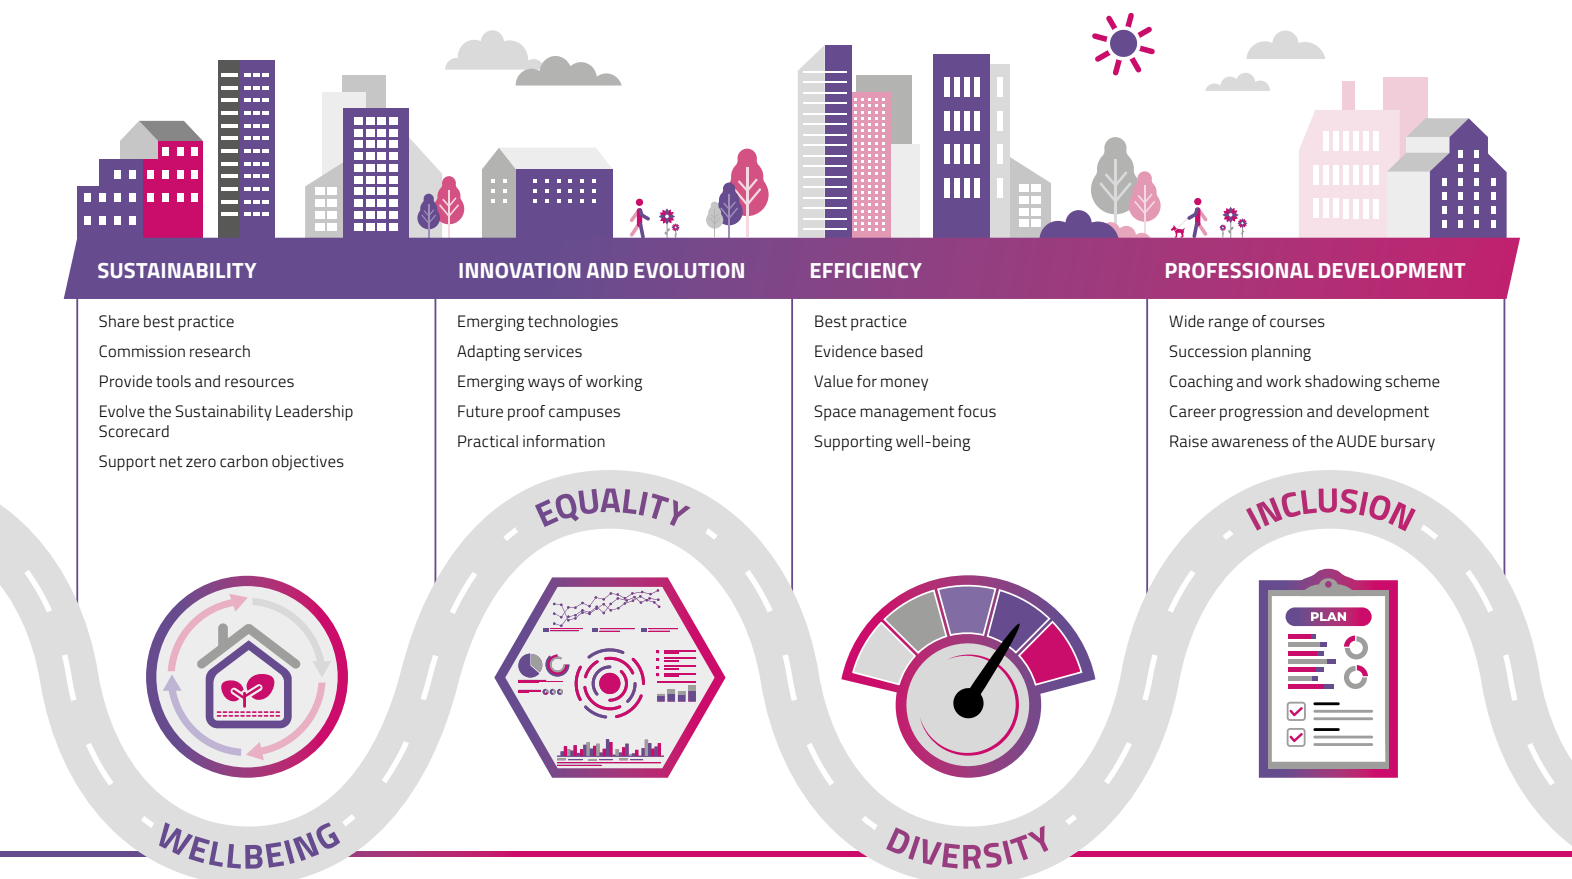 SUSTAINABILITY
Share best practice
Commission research
Provide tools and resources
Evolve the Sustainability Leadership
Scorecard
Support net zero carbon objectives
INNOVATION AND EVOLUTION
Emerging technologies
Adapting services
Emerging ways of working
Future proof campuses
Practical information
EFFICIENCY
Best practice
Evidence based
Value for money
Space management focus
Supporting well-being
PROFESSIONAL DEVELOPMENT
Wide range of courses
Succession planning
Coaching and work shadowing scheme
Career progression and development
Raise awareness of the AUDE bursary
WELLBEING
EQUALITY
DIVERSITY
INCLUSION
PLAN